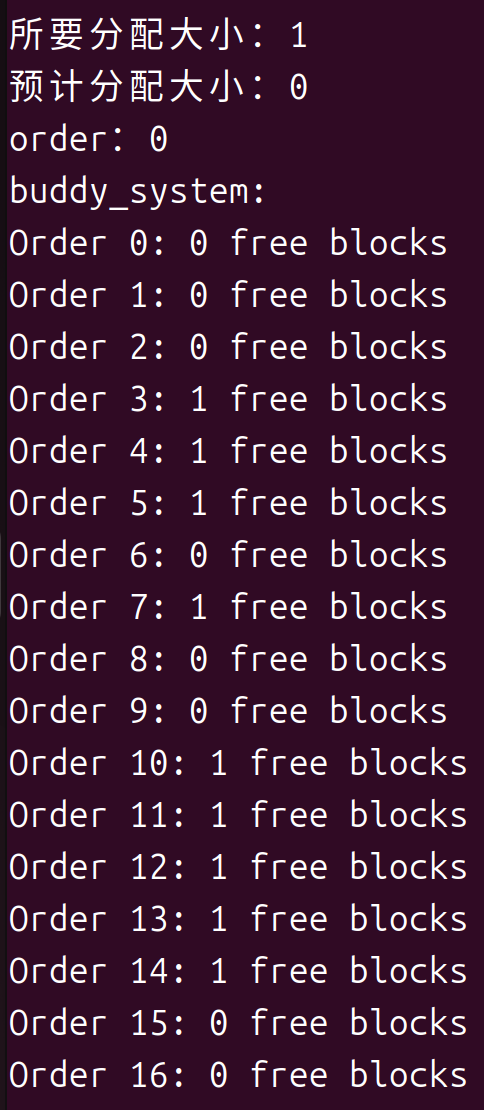 所要分配大小：1
预计分配大小：0
order：0
buddy_system:
Order 0: 0 free blocks
Order 1: 0 free blocks
Order 2: 0 free blocks
Order 3: 1 free blocks
Order 4: 1 free blocks
Order 5: 1 free blocks
Order 6: 0 free blocks
Order 7: 1 free blocks
Order 8: 0 free blocks
Order 9: 0 free blocks
Order 10: 1 free blocks
Order 11: 1 free blocks
Order 12: 1 free blocks
Order 13: 1 free blocks
Order 14: 1 free blocks
Order 15: 0 free blocks
Order 16: 0 free blocks